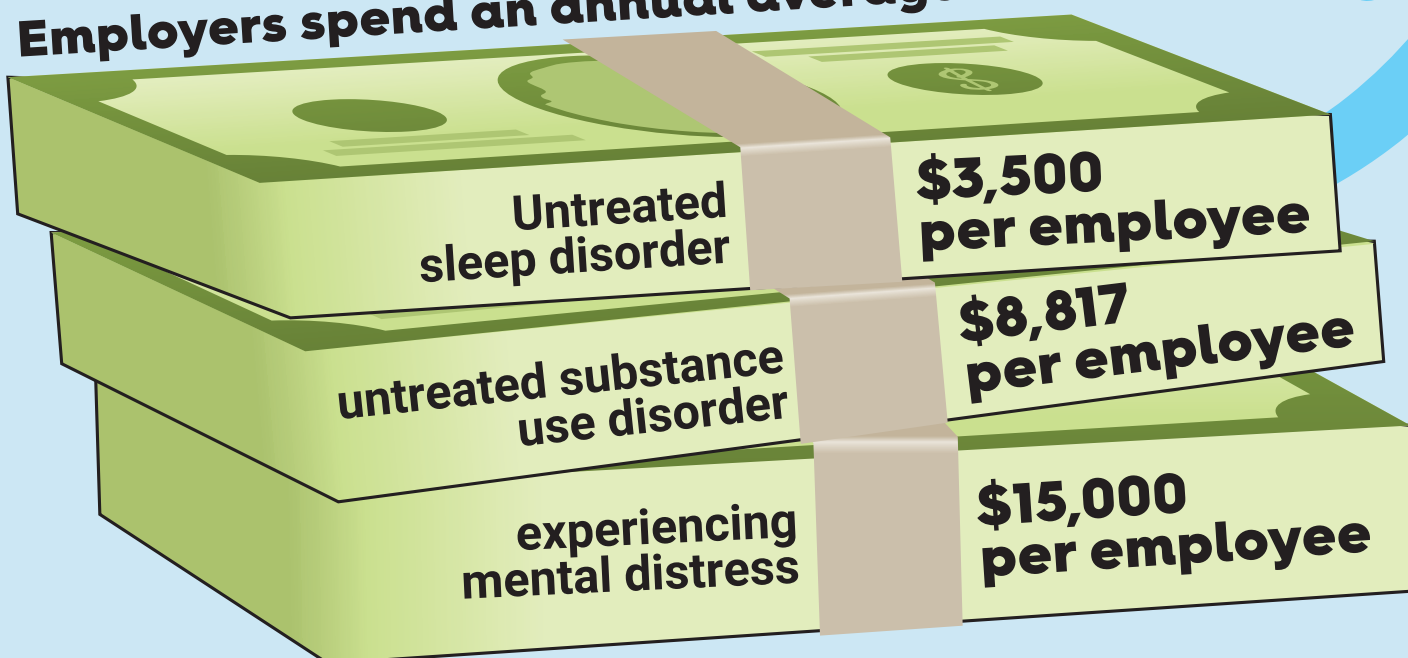 Employers spend an annual average
Untreated
sleep disorder
$3,500
per employee
untreated substance
use disorder
$8,817
per employee
experiencing
mental distress
$15,000
per employee